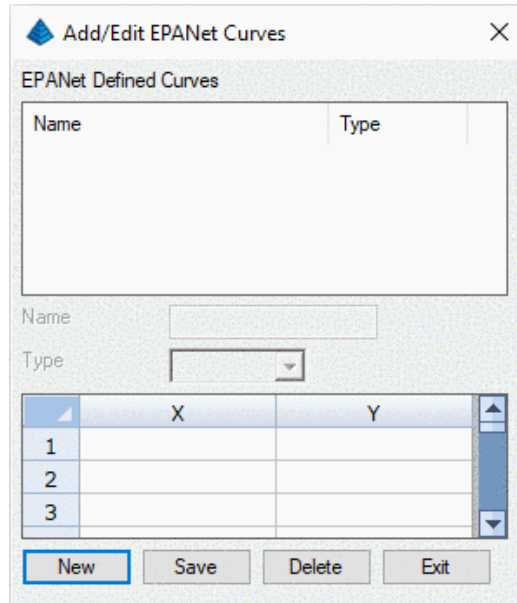 Add/Edit EPANet Curves
EPANet Defined Curves
Name Type
Name
Type
X Y
1
2
3
New Save Delete Exit